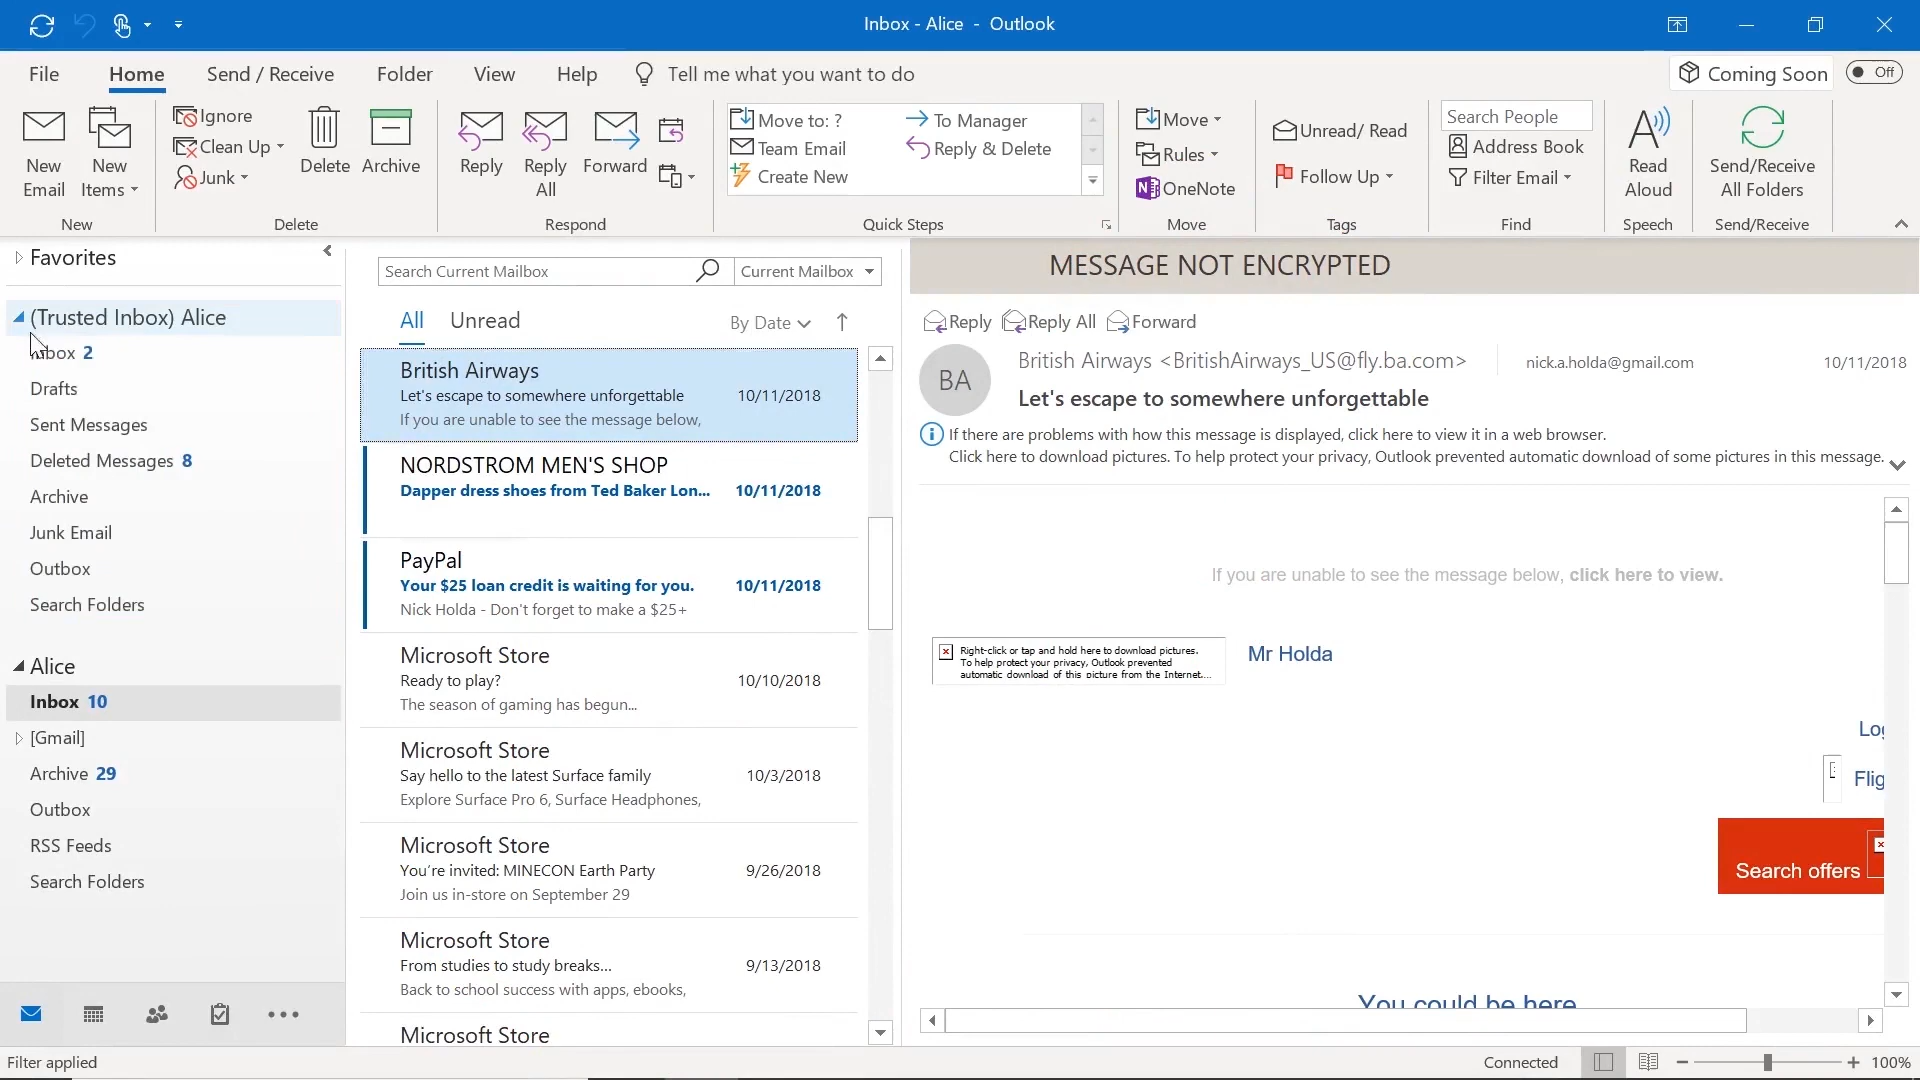 Inbox - Alice - Outlook
File Home Send / Receive Folder View Help Tell me what you want to do Coming Soon Off
New Email
New Items
Ignore
Clean Up
Junk
Delete
Archive
Reply
Reply All
Forward
Move to: ?
Team Email
Create New
To Manager
Reply & Delete
Move
Rules
OneNote
Unread/ Read
Follow Up
Search People
Address Book
Filter Email
Read Aloud
Send/Receive All Folders
New Delete Respond Quick Steps Move Tags Find Speech Send/Receive
Favorites
(Trusted Inbox) Alice
Inbox 2
Drafts
Sent Messages
Deleted Messages 8
Archive
Junk Email
Outbox
Search Folders
Alice
Inbox 10
[Gmail]
Archive 29
Outbox
RSS Feeds
Search Folders
Search Current Mailbox Current Mailbox
All Unread By Date
British Airways
Let's escape to somewhere unforgettable 10/11/2018
If you are unable to see the message below,
NORDSTROM MEN'S SHOP
Dapper dress shoes from Ted Baker Lon... 10/11/2018
PayPal
Your $25 loan credit is waiting for you. 10/11/2018
Nick Holda - Don't forget to make a $25+
Microsoft Store
Ready to play? 10/10/2018
The season of gaming has begun...
Microsoft Store
Say hello to the latest Surface family 10/3/2018
Explore Surface Pro 6, Surface Headphones,
Microsoft Store
You're invited: MINECON Earth Party 9/26/2018
Join us in-store on September 29
Microsoft Store
From studies to study breaks... 9/13/2018
Back to school success with apps, ebooks,
Microsoft Store
MESSAGE NOT ENCRYPTED
Reply Reply All Forward
BA
British Airways <BritishAirways_US@fly.ba.com> nick.a.holda@gmail.com 10/11/2018
Let's escape to somewhere unforgettable
If there are problems with how this message is displayed, click here to view it in a web browser.
Click here to download pictures. To help protect your privacy, Outlook prevented automatic download of some pictures in this message.
If you are unable to see the message below, click here to view.
Right-click or tap and hold here to download pictures.
To help protect your privacy, Outlook prevented
automatic download of this picture from the Internet....
Mr Holda
Log
Flig
Search offers
You could be here
Filter applied Connected 100%